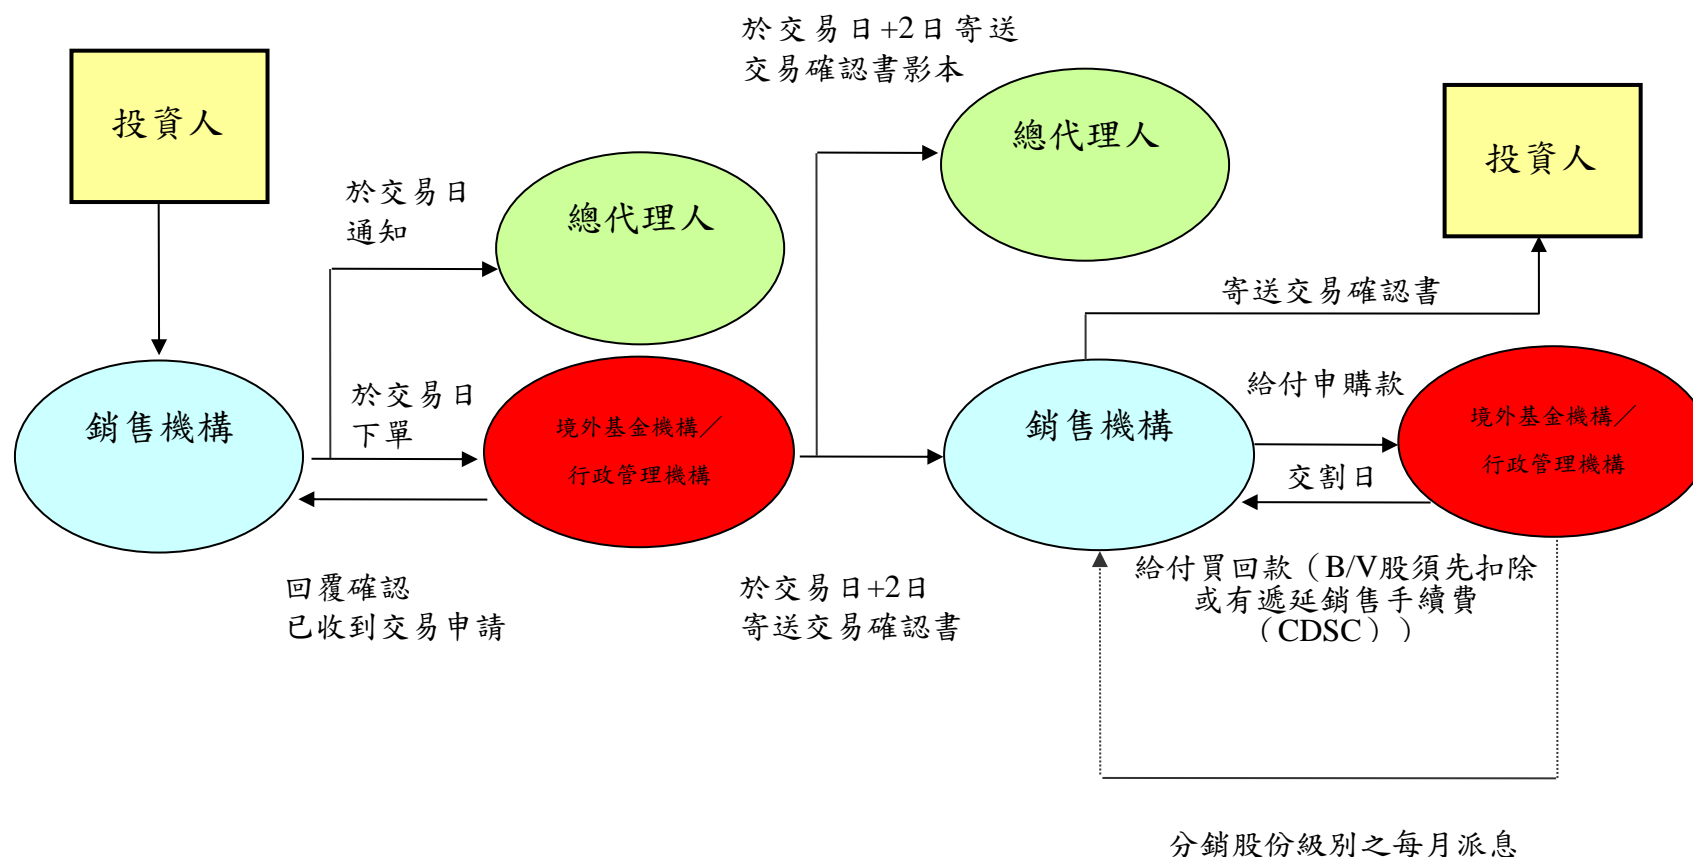 於交易日+2日寄送
交易確認書影本
投資人
總代理人
投資人
於交易日
通知
總代理人
寄送交易確認書
銷售機構
於交易日
下單
境外基金機構／
行政管理機構
銷售機構
給付申購款
交割日
境外基金機構／
行政管理機構
回覆確認
已收到交易申請
於交易日+2日
寄送交易確認書
給付買回款（B/V股須先扣除
或有遞延銷售手續費
（CDSC））
分銷股份級別之每月派息